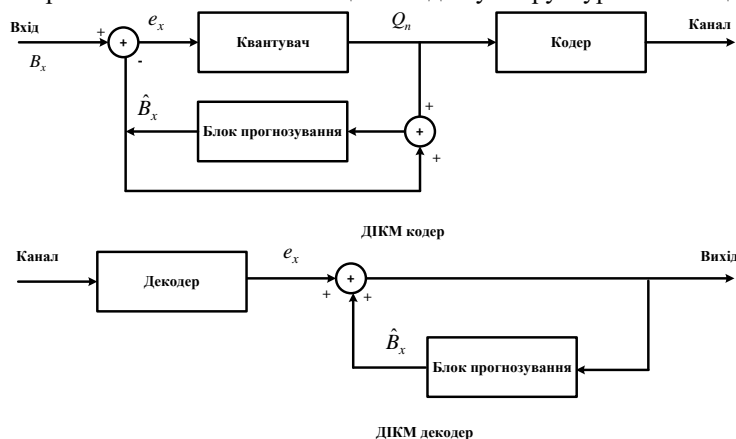 Вхід
Канал
e_x
Q_n
+
+
-
Квантувач
Кодер
B_x
B̂_x
+
Блок прогнозування
+
+
ДІКМ кодер
Канал
Вихід
e_x
Декодер
+
+
+
B̂_x
Блок прогнозування
ДІКМ декодер